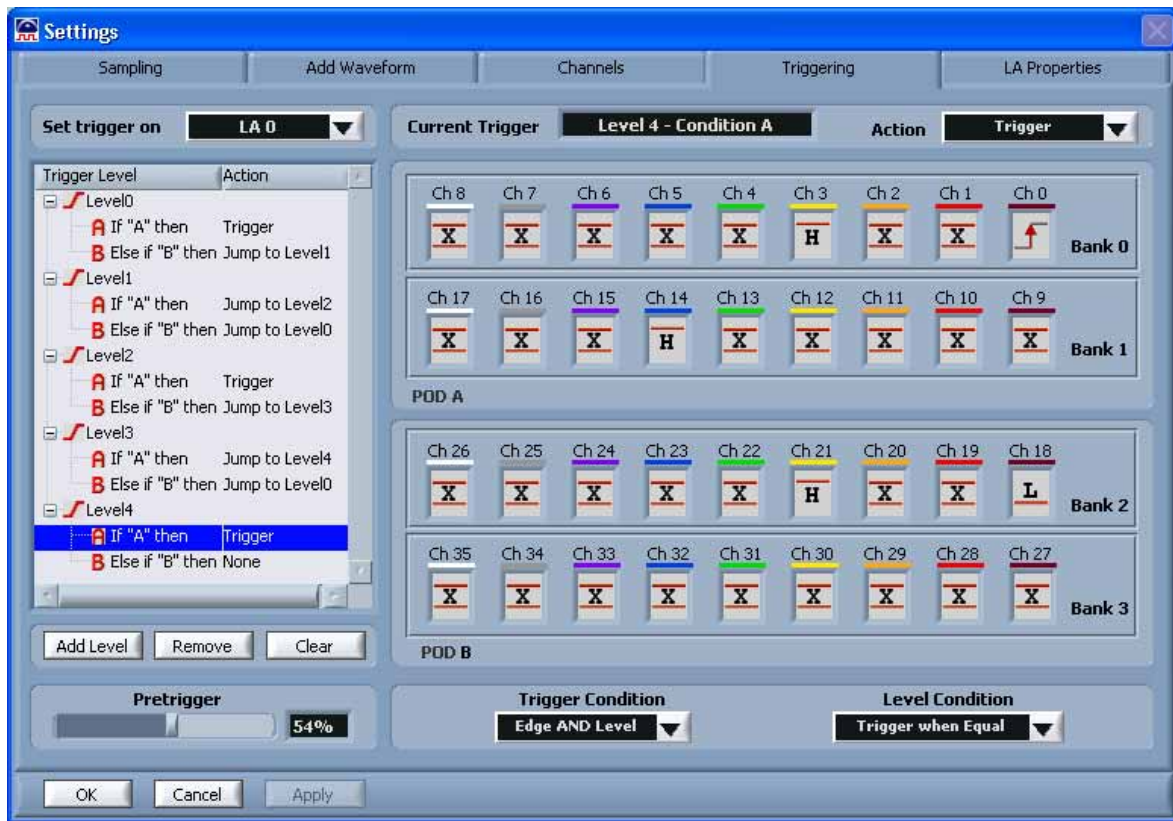 Settings
Sampling Add Waveform Channels Triggering LA Properties
Set trigger on LA 0
Current Trigger Level 4 - Condition A Action Trigger
Trigger Level Action
Level0
A If "A" then Trigger
B Else if "B" then Jump to Level1
Level1
A If "A" then Jump to Level2
B Else if "B" then Jump to Level0
Level2
A If "A" then Trigger
B Else if "B" then Jump to Level3
Level3
A If "A" then Jump to Level4
B Else if "B" then Jump to Level0
Level4
A If "A" then Trigger
B Else if "B" then None
Add Level Remove Clear
Pretrigger
54%
Ch 8 Ch 7 Ch 6 Ch 5 Ch 4 Ch 3 Ch 2 Ch 1 Ch 0
X X X X X H X X
Bank 0
Ch 17 Ch 16 Ch 15 Ch 14 Ch 13 Ch 12 Ch 11 Ch 10 Ch 9
X X X H X X X X X
Bank 1
POD A
Ch 26 Ch 25 Ch 24 Ch 23 Ch 22 Ch 21 Ch 20 Ch 19 Ch 18
X X X X X H X X L
Bank 2
Ch 35 Ch 34 Ch 33 Ch 32 Ch 31 Ch 30 Ch 29 Ch 28 Ch 27
X X X X X X X X X
Bank 3
POD B
Trigger Condition Level Condition
Edge AND Level Trigger when Equal
OK Cancel Apply